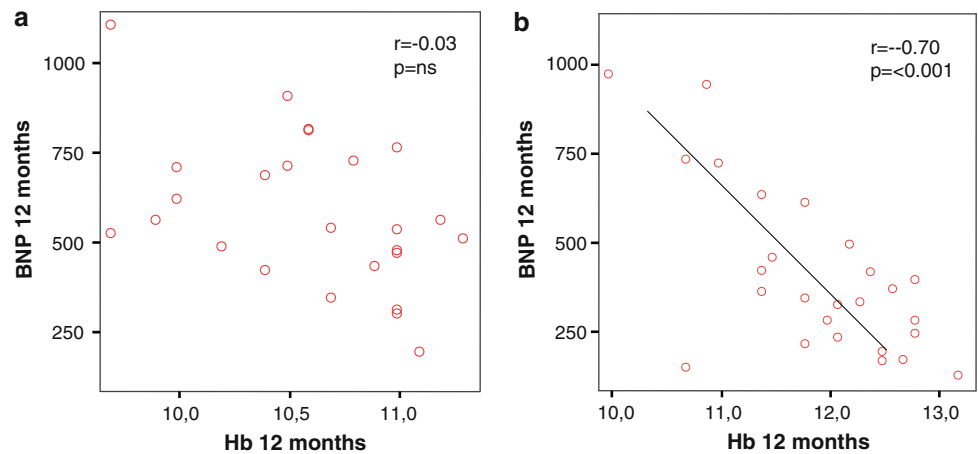 a
r=-0.03
p=ns
BNP 12 months
1000
750
500
250
10,0 10,5 11,0
Hb 12 months
b
r=--0.70
p=<0.001
BNP 12 months
1000
750
500
250
10,0 11,0 12,0 13,0
Hb 12 months